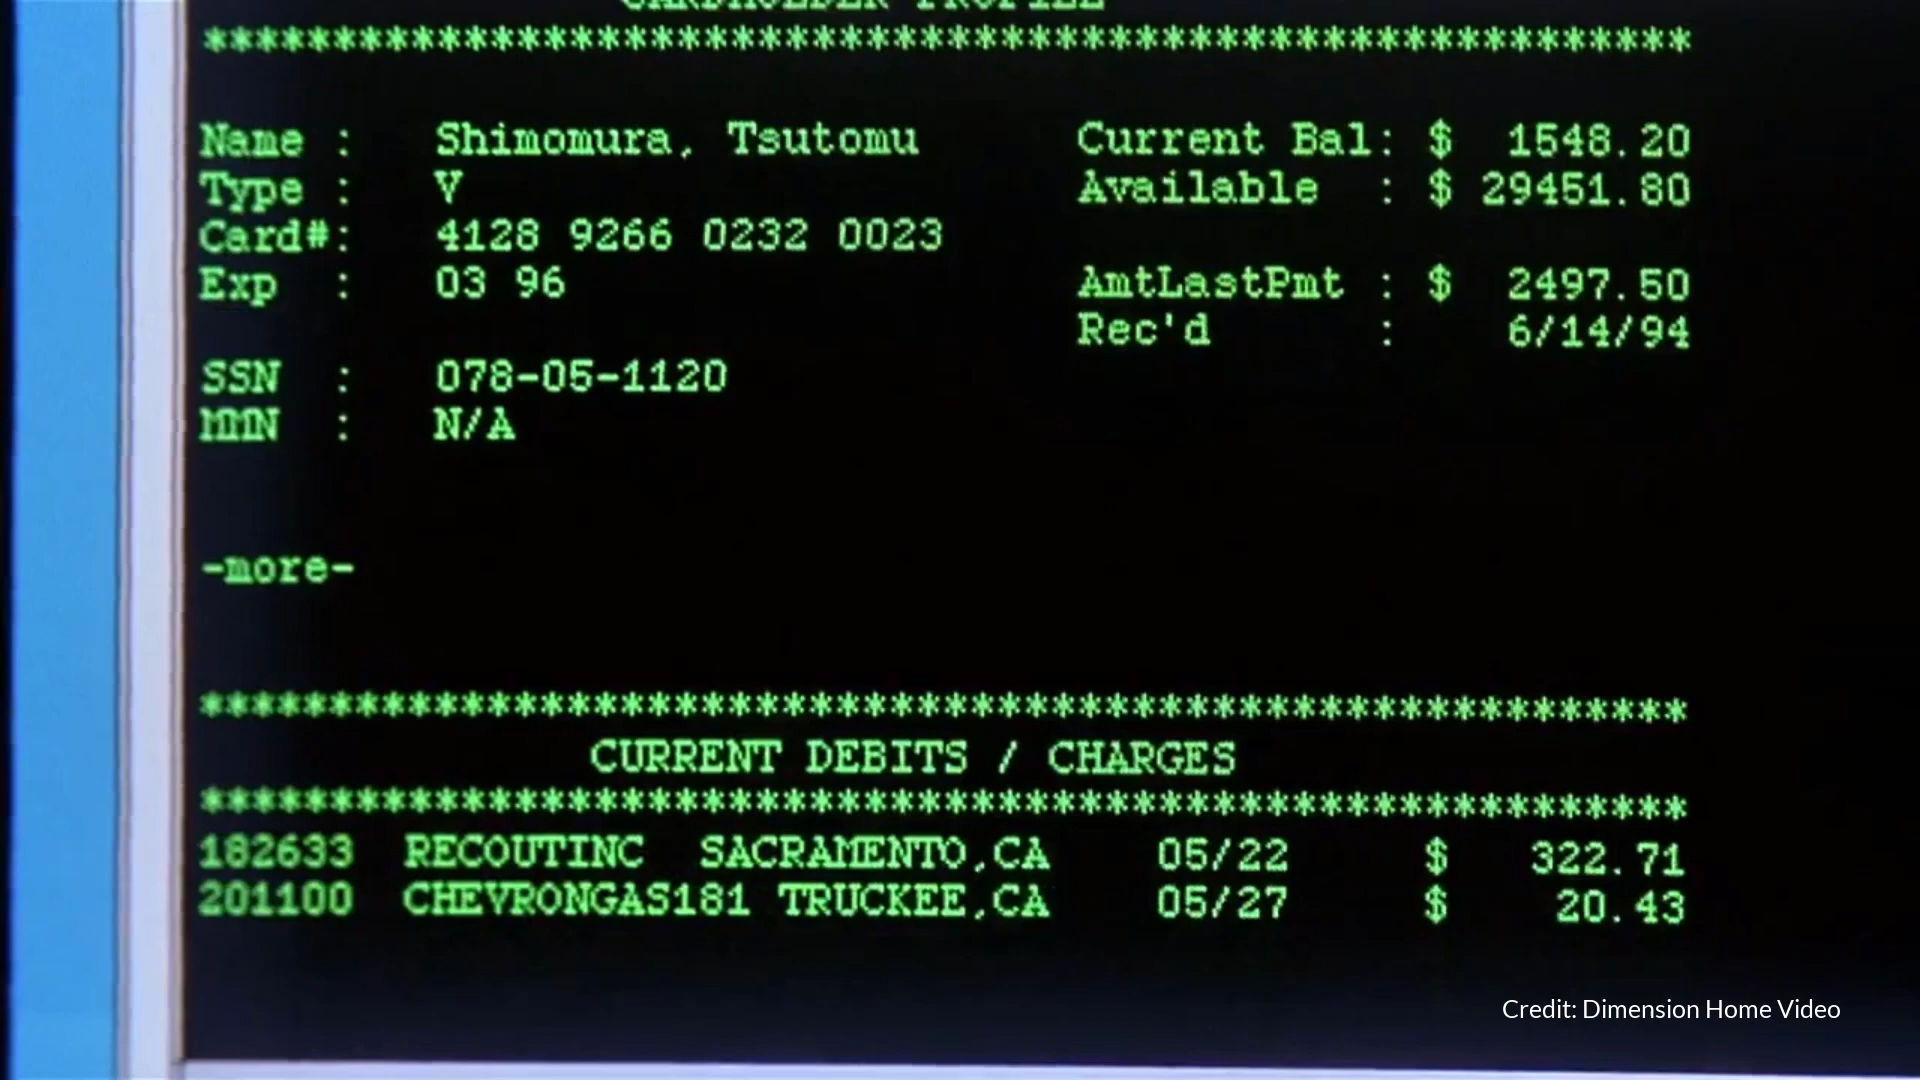 CARDHOLDER PROFILE
*********************************************************
Name : Shimomura, Tsutomu Current Bal: $ 1548.20
Type : V Available : $ 29451.80
Card#: 4128 9266 0232 0023
Exp : 03 96 AmtLastPmt : $ 2497.50
Rec'd : 6/14/94
SSN : 078-05-1120
MMN : N/A
-more-
*********************************************************
CURRENT DEBITS / CHARGES
*********************************************************
182633 RECOUTINC SACRAMENTO,CA 05/22 $ 322.71
201100 CHEVRONGAS181 TRUCKEE,CA 05/27 $ 20.43
Credit: Dimension Home Video